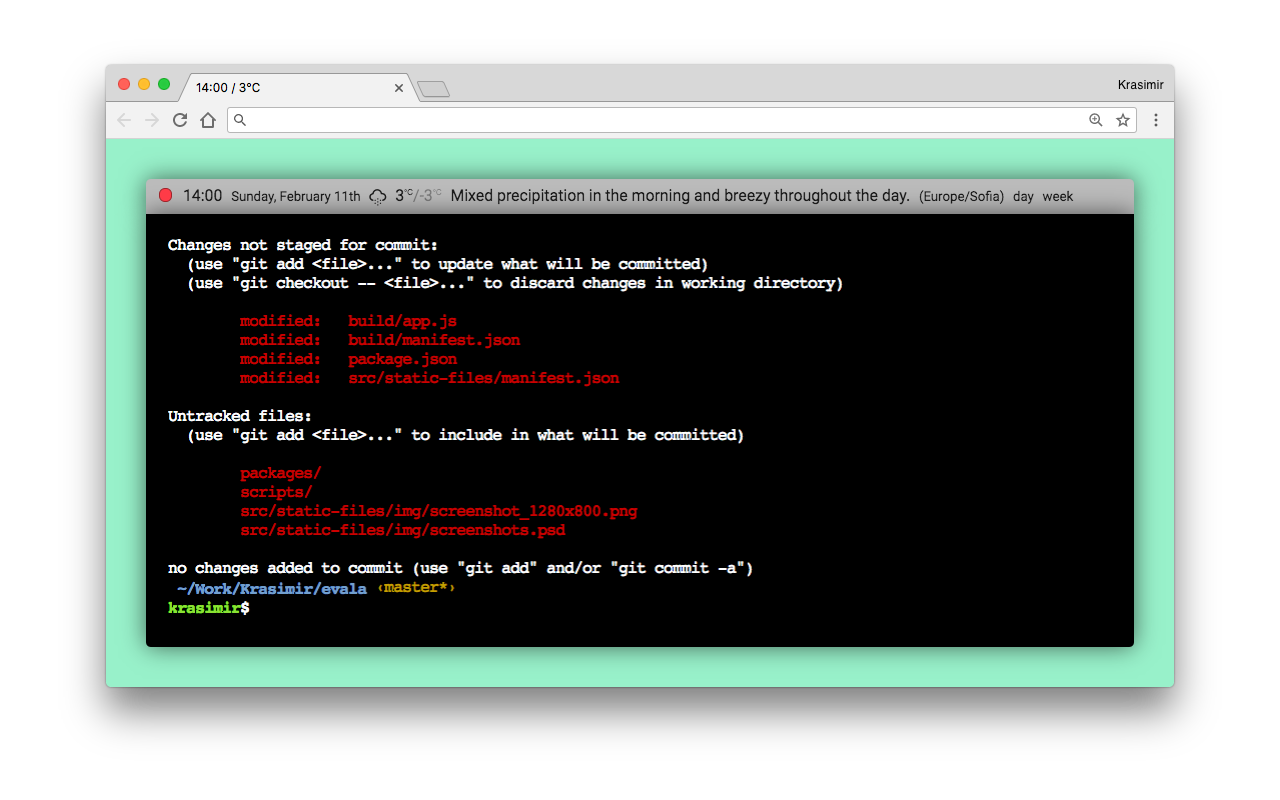 14:00 / 3°C
Krasimir
14:00 Sunday, February 11th 3°C/-3°C Mixed precipitation in the morning and breezy throughout the day. (Europe/Sofia) day week
Changes not staged for commit:
  (use "git add <file>..." to update what will be committed)
  (use "git checkout -- <file>..." to discard changes in working directory)
        modified:   build/app.js
        modified:   build/manifest.json
        modified:   package.json
        modified:   src/static-files/manifest.json
Untracked files:
  (use "git add <file>..." to include in what will be committed)
        packages/
        scripts/
        src/static-files/img/screenshot_1280x800.png
        src/static-files/img/screenshots.psd
no changes added to commit (use "git add" and/or "git commit -a")
 ~/Work/Krasimir/evala ‹master*›
krasimir$